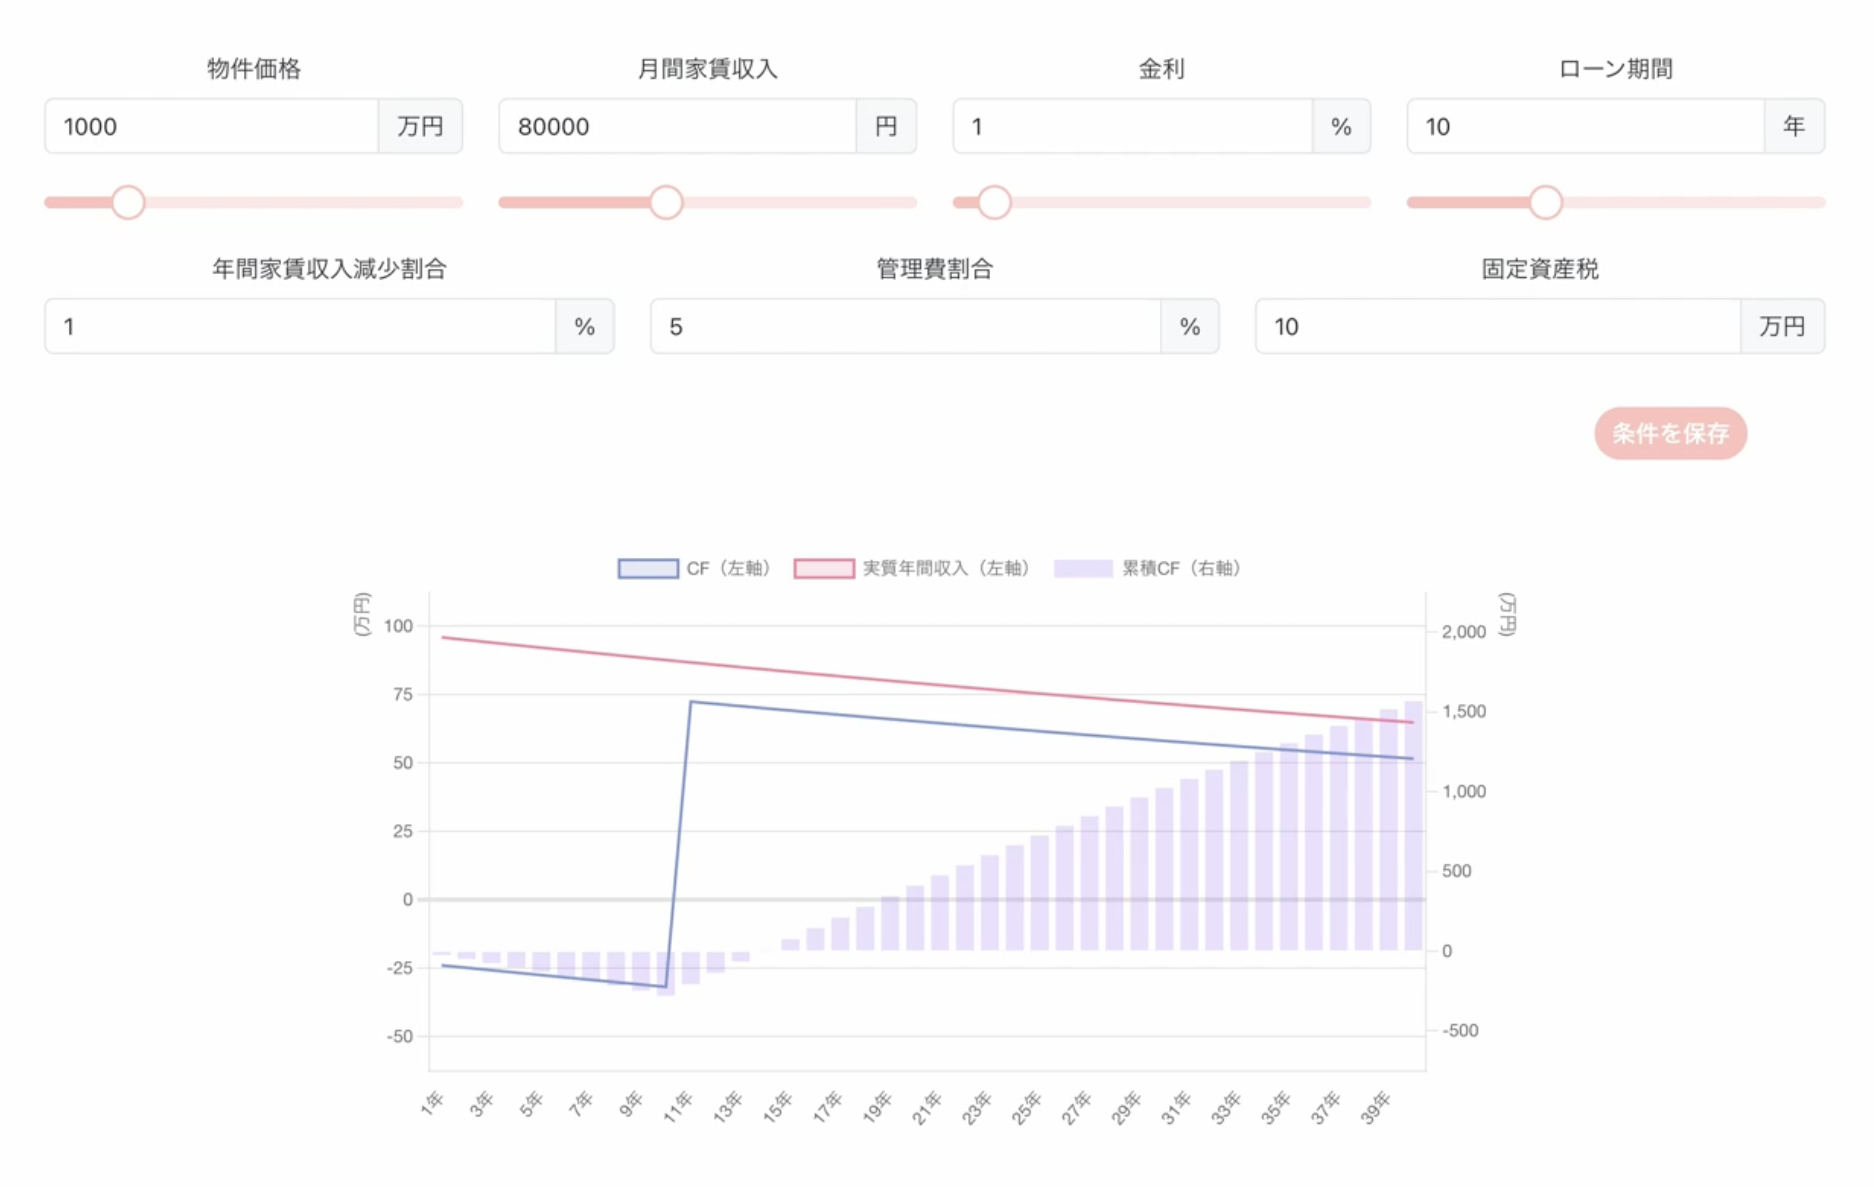 物件価格 月間家賃収入 金利 ローン期間
1000 万円 80000 円 1 % 10 年
年間家賃収入減少割合 管理費割合 固定資産税
1 % 5 % 10 万円
条件を保存
CF（左軸） 実質年間収入（左軸） 累積CF（右軸）
(万円)
100
75
50
25
0
-25
-50
(万円)
2,000
1,500
1,000
500
0
-500
1年 3年 5年 7年 9年 11年 13年 15年 17年 19年 21年 23年 25年 27年 29年 31年 33年 35年 37年 39年